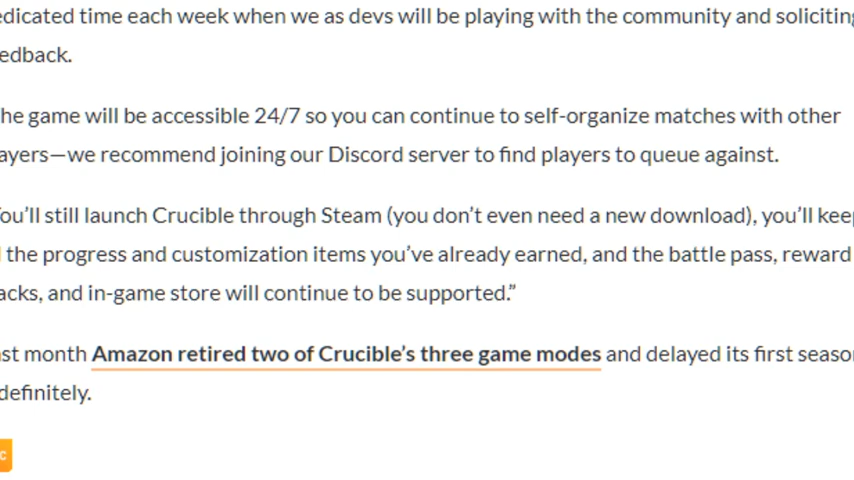 edicated time each week when we as devs will be playing with the community and soliciting
edback.
he game will be accessible 24/7 so you can continue to self-organize matches with other
ayers—we recommend joining our Discord server to find players to queue against.
ou’ll still launch Crucible through Steam (you don’t even need a new download), you’ll keep
the progress and customization items you’ve already earned, and the battle pass, reward
acks, and in-game store will continue to be supported.”
ast month Amazon retired two of Crucible’s three game modes and delayed its first seaso
definitely.
c